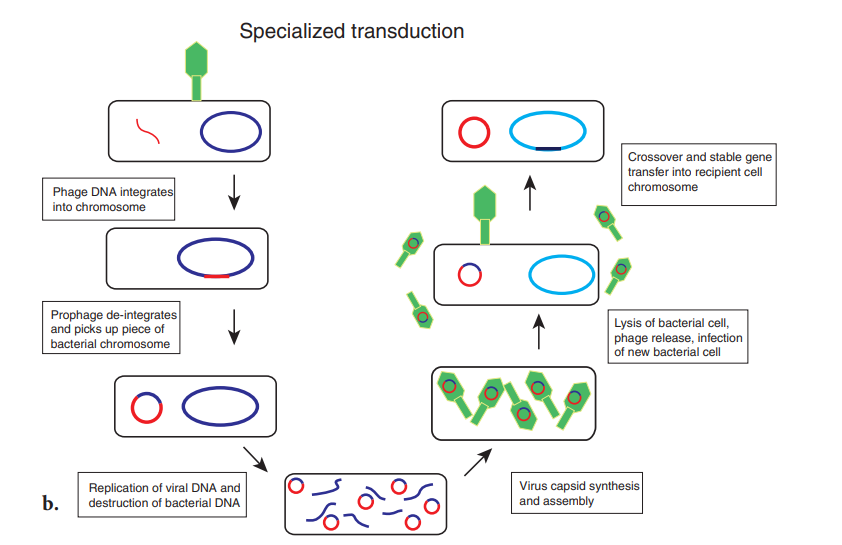 Specialized transduction
Phage DNA integrates
into chromosome
Prophage de-integrates
and picks up piece of
bacterial chromosome
Replication of viral DNA and
destruction of bacterial DNA
b.
Virus capsid synthesis
and assembly
Lysis of bacterial cell,
phage release, infection
of new bacterial cell
Crossover and stable gene
transfer into recipient cell
chromosome